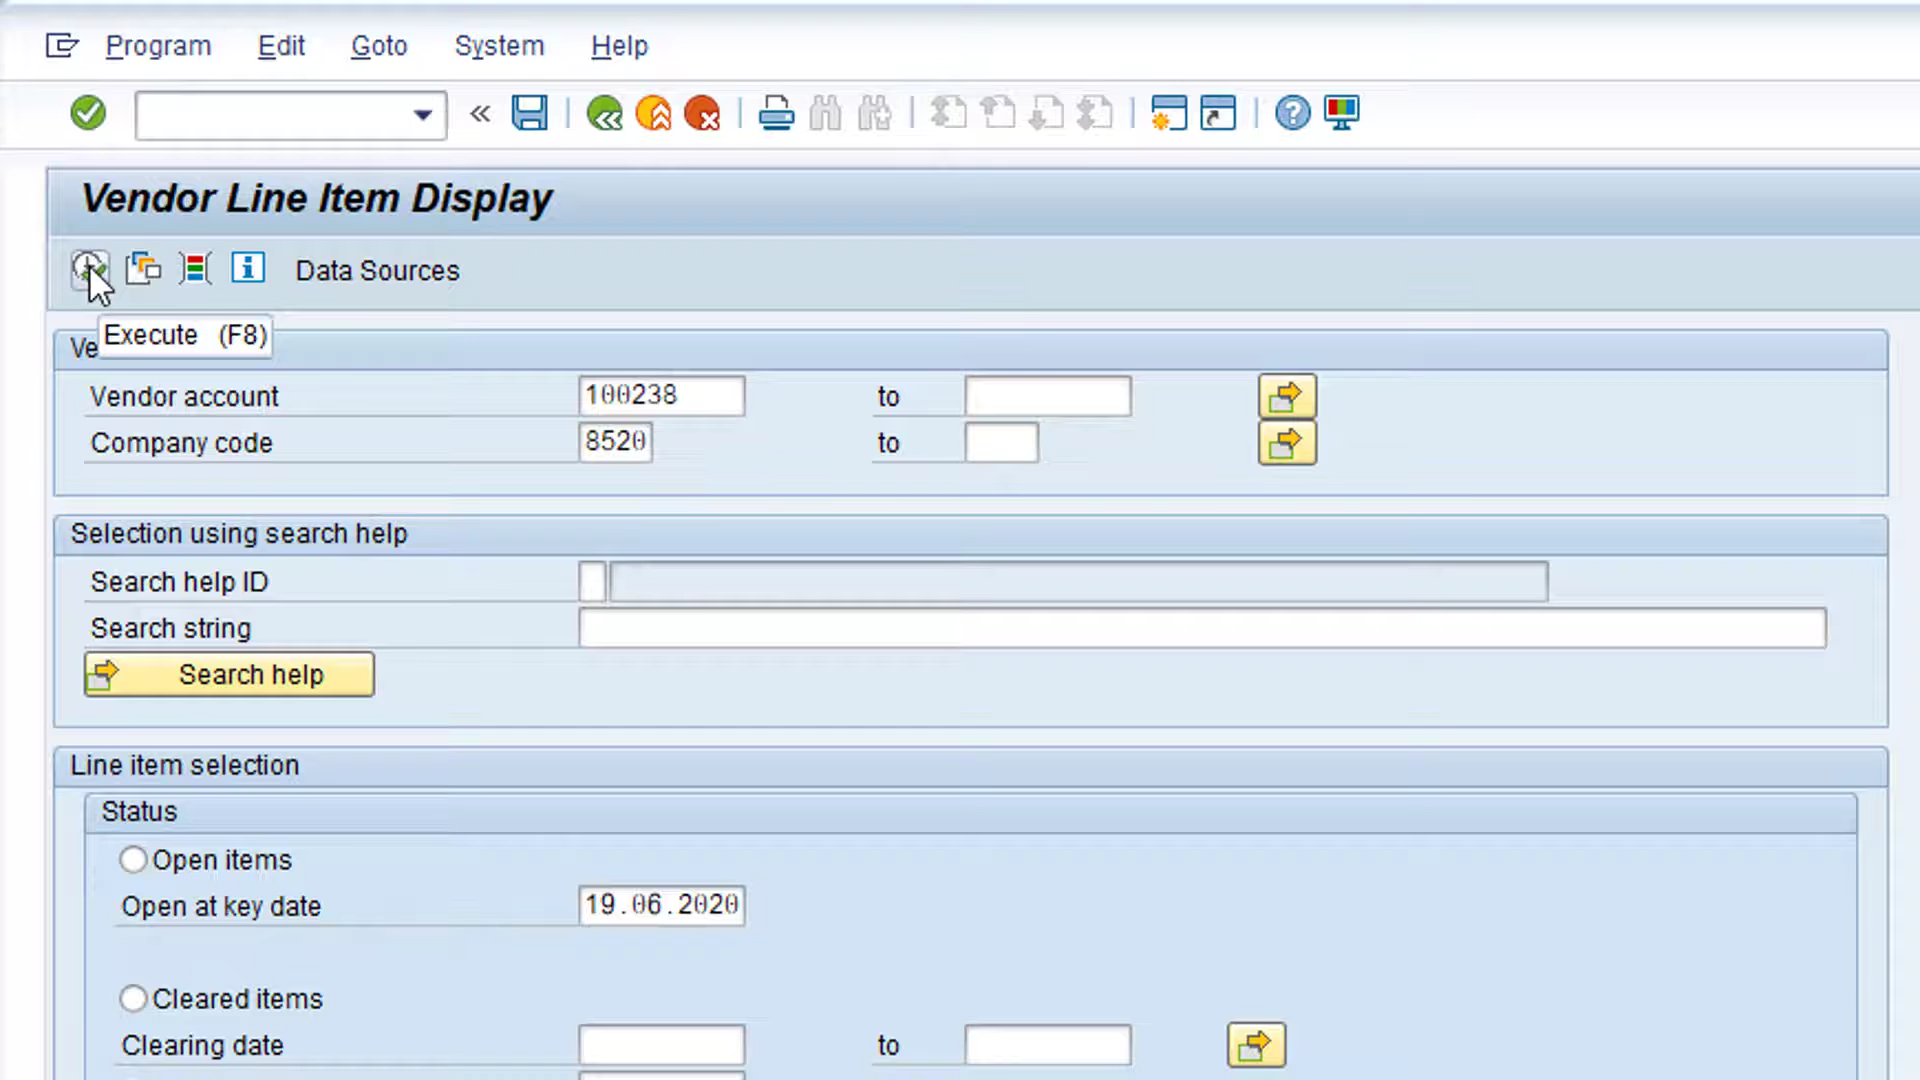 Program Edit Goto System Help
Vendor Line Item Display
Data Sources
Execute (F8)
Ve
Vendor account 100238 to
Company code 8520 to
Selection using search help
Search help ID
Search string
Search help
Line item selection
Status
Open items
Open at key date 19.06.2020
Cleared items
Clearing date to